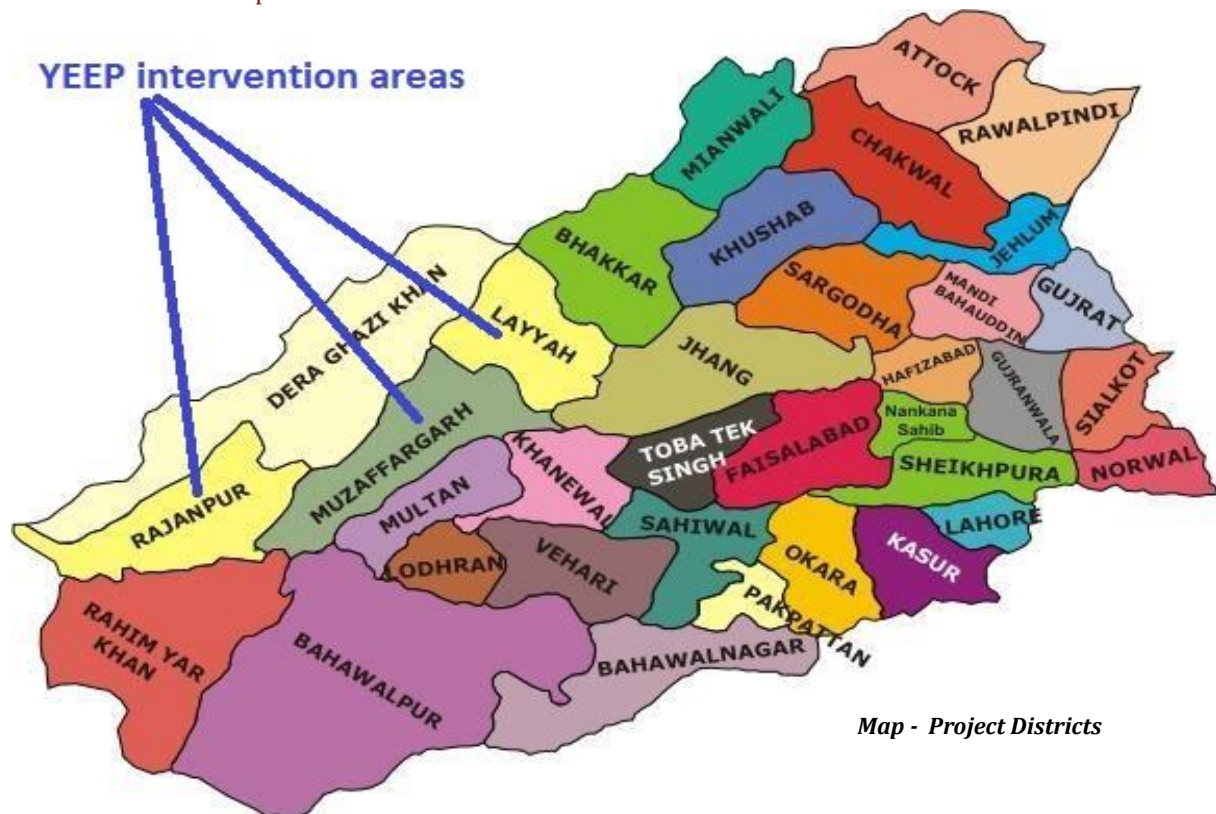 YEEP intervention areas
ATTOCK
RAWALPINDI
MIANWALI
CHAKWAL
JEHLUM
KHUSHAB
BHAKKAR
SARGODHA
MANDI
BAHAUDDIN
GUJRAT
DERA GHAZI KHAN
LAYYAH
JHANG
HAFIZABAD
GUJRANWALA
SIALKOT
Nankana
Sahib
TOBA TEK
SINGH
FAISALABAD
SHEIKHPURA
NORWAL
MUZAFFARGARH
KHANEWAL
RAJANPUR
MULTAN
SAHIWAL
LAHORE
OKARA
KASUR
LODHRAN
VEHARI
PAKPATTAN
RAHIM YAR
KHAN
BAHAWALPUR
BAHAWALNAGAR
Map - Project Districts